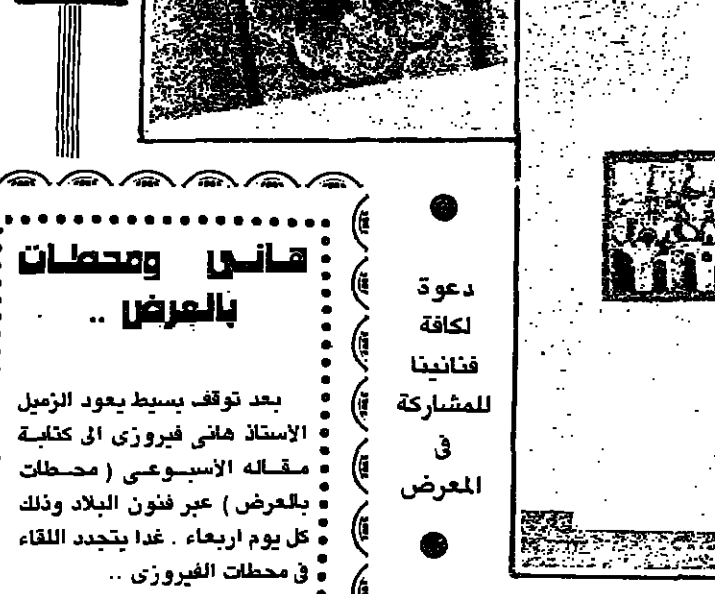 هانى ومحطات
بالعرض ..
بعد توقف بسيط يعود الزميل
الأستاذ هانى فيروزى الى كتابة
مقاله الأسبوعى ( محطات
بالعرض ) عبر فنون البلاد وذلك
كل يوم اربعاء . غدا يتجدد اللقاء
فى محطات الفيروزى ..
دعوة
لكافة
فنانينا
للمشاركة
فى
المعرض